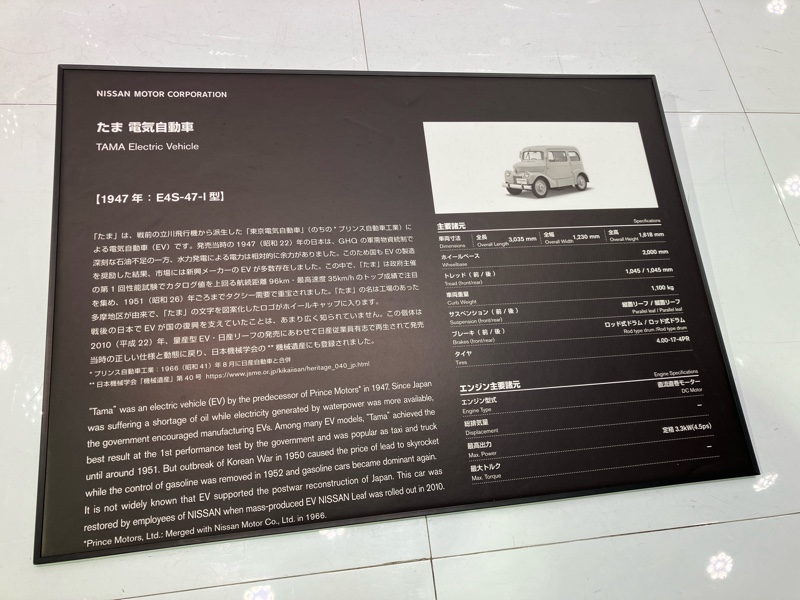 NISSAN MOTOR CORPORATION
たま 電気自動車
TAMA Electric Vehicle
【1947 年：E4S-47-I 型】
「たま」は、戦前の立川飛行機から派生した「東京電気自動車」（のちの*プリンス自動車工業）に
よる電気自動車（EV）です。発売当時の 1947（昭和 22）年の日本は、GHQ の軍需物資統制で
深刻な石油不足の一方、水力発電による電力は相対的に余力がありました。このため国も EV の製造
を奨励した結果、市場には新興メーカーの EV が多数存在しました。この中で、「たま」は政府主催
の第 1 回性能試験でカタログ値を上回る航続距離 96km・最高速度 35km/h のトップ成績で注目
を集め、1951（昭和 26）年ごろまでタクシー需要で重宝されました。「たま」の名は工場のあった
多摩地区が由来で、「たま」の文字を図案化したロゴがホイールキャップに入ります。
戦後の日本で EV が国の復興を支えていたことは、あまり広く知られていません。この個体は
2010（平成 22）年、量産型 EV・日産リーフの発売にあわせて日産従業員有志で再生されて発売
当時の正しい仕様と動態に戻り、日本機械学会の** 機械遺産にも登録されました。
* プリンス自動車工業：1966（昭和 41）年 8 月に日産自動車と合併
** 日本機械学会「機械遺産」第 40 号 https://www.jsme.or.jp/kikaiisan/heritage_040_jp.html
"Tama" was an electric vehicle (EV) by the predecessor of Prince Motors* in 1947. Since Japan
was suffering a shortage of oil while electricity generated by waterpower was more available,
the government encouraged manufacturing EVs. Among many EV models, "Tama" achieved the
best result at the 1st performance test by the government and was popular as taxi and truck
until around 1951. But outbreak of Korean War in 1950 caused the price of lead to skyrocket
while the control of gasoline was removed in 1952 and gasoline cars became dominant again.
It is not widely known that EV supported the postwar reconstruction of Japan. This car was
restored by employees of NISSAN when mass-produced EV NISSAN Leaf was rolled out in 2010.
*Prince Motors, Ltd.: Merged with Nissan Motor Co., Ltd. in 1966.
主要諸元 Specifications
車両寸法 全長 3,035 mm 全幅 1,230 mm 全高 1,618 mm
Dimensions Overall Length Overall Width Overall Height
ホイールベース 2,000 mm
Wheelbase
トレッド（前 / 後） 1,045 / 1,045 mm
Tread (front/rear)
車両重量 1,100 kg
Curb Weight
サスペンション（前 / 後） 縦置リーフ / 縦置リーフ
Suspension (front/rear) Parallel leaf / Parallel leaf
ブレーキ（前 / 後） ロッド式ドラム / ロッド式ドラム
Brakes (front/rear) Rod type drum / Rod type drum
タイヤ 4.00-17-4PR
Tires
エンジン主要諸元 Engine Specifications
エンジン型式 直流直巻モーター
Engine Type DC Motor
総排気量 –
Displacement
最高出力 定格 3.3kW(4.5ps)
Max. Power
最大トルク –
Max. Torque